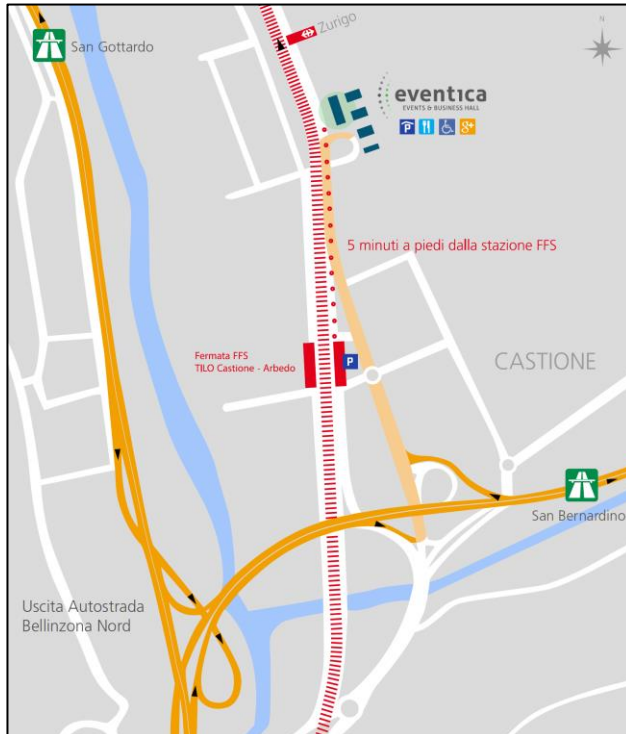 San Gottardo
Zurigo
N
eventica
EVENTS & BUSINESS HALL
P
g+
5 minuti a piedi dalla stazione FFS
Fermata FFS
TILO Castione - Arbedo
P
CASTIONE
San Bernardino
Uscita Autostrada
Bellinzona Nord